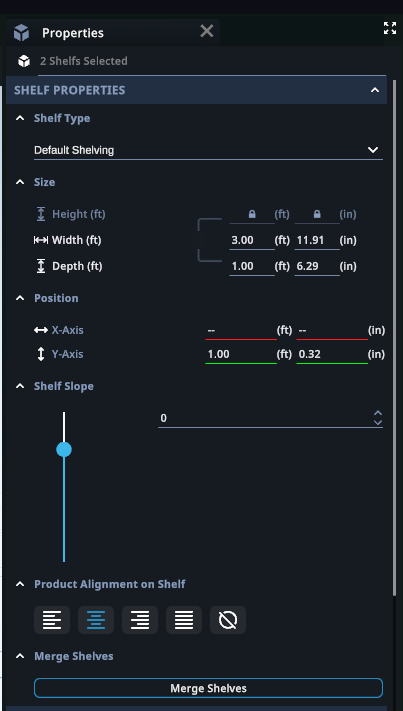 Properties
2 Shelfs Selected
SHELF PROPERTIES
Shelf Type
Default Shelving
Size
Height (ft) (ft) (in)
Width (ft) 3.00 (ft) 11.91 (in)
Depth (ft) 1.00 (ft) 6.29 (in)
Position
X-Axis -- (ft) -- (in)
Y-Axis 1.00 (ft) 0.32 (in)
Shelf Slope
0
Product Alignment on Shelf
Merge Shelves
Merge Shelves